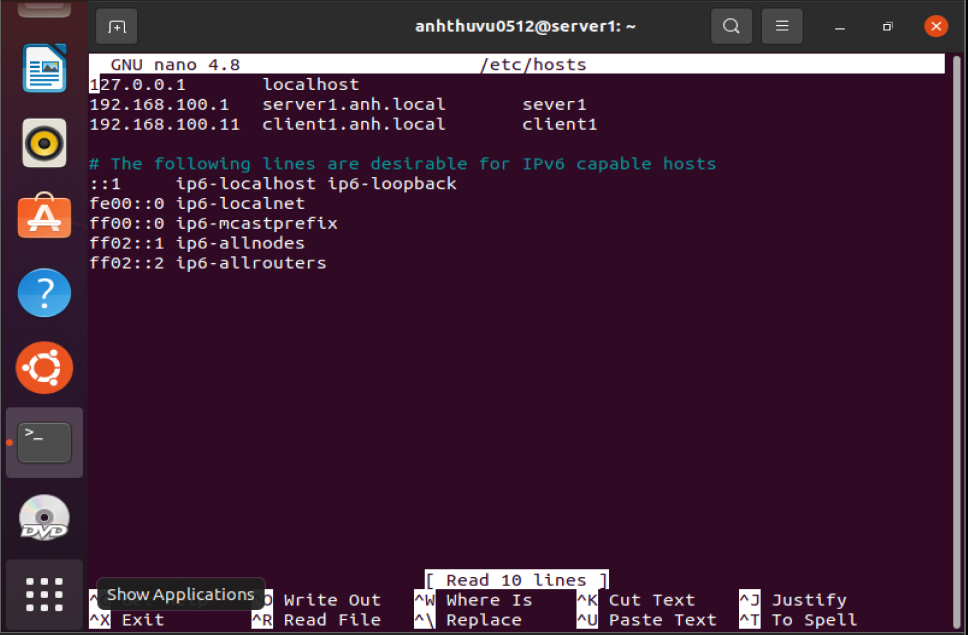 anhthuvu0512@server1: ~
GNU nano 4.8 /etc/hosts
127.0.0.1 localhost
192.168.100.1 server1.anh.local sever1
192.168.100.11 client1.anh.local client1
# The following lines are desirable for IPv6 capable hosts
::1 ip6-localhost ip6-loopback
fe00::0 ip6-localnet
ff00::0 ip6-mcastprefix
ff02::1 ip6-allnodes
ff02::2 ip6-allrouters
[ Read 10 lines ]
Show Applications
Write Out ^W Where Is ^K Cut Text ^J Justify
^X Exit ^R Read File ^\ Replace ^U Paste Text ^T To Spell
>_
DVD